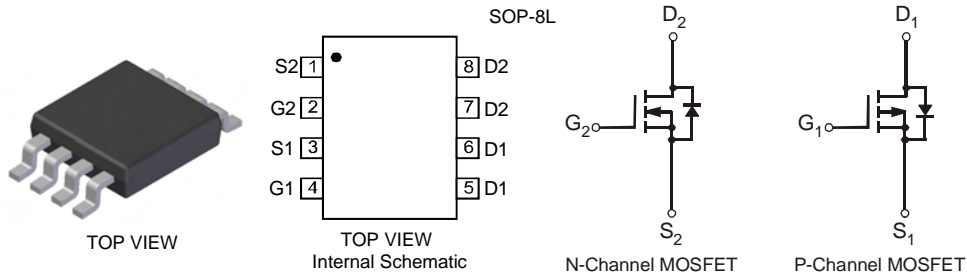 SOP-8L
TOP VIEW
S2 1 8 D2
G2 2 7 D2
S1 3 6 D1
G1 4 5 D1
TOP VIEW
Internal Schematic
D2
G2
S2
N-Channel MOSFET
D1
G1
S1
P-Channel MOSFET